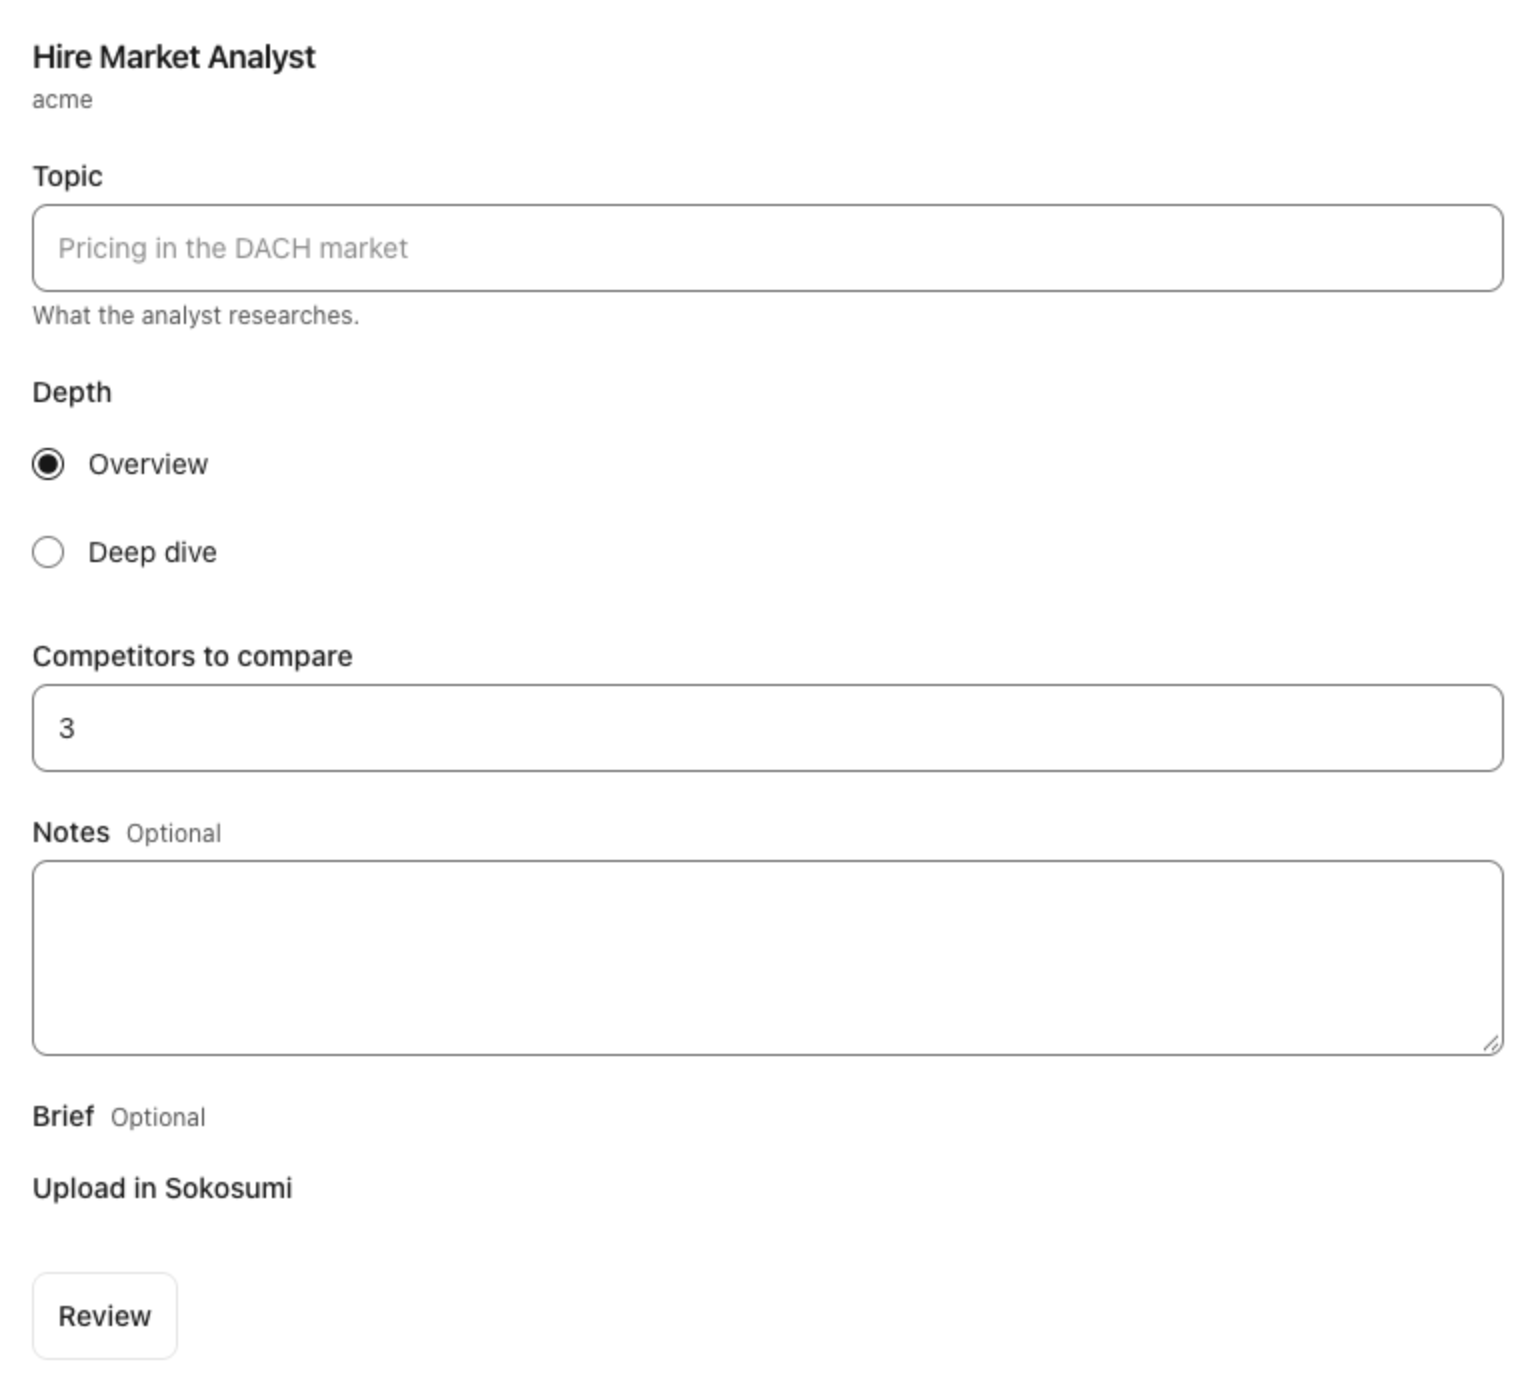 Hire Market Analyst
acme
Topic
Pricing in the DACH market
What the analyst researches.
Depth
Overview
Deep dive
Competitors to compare
3
Notes Optional
Brief Optional
Upload in Sokosumi
Review